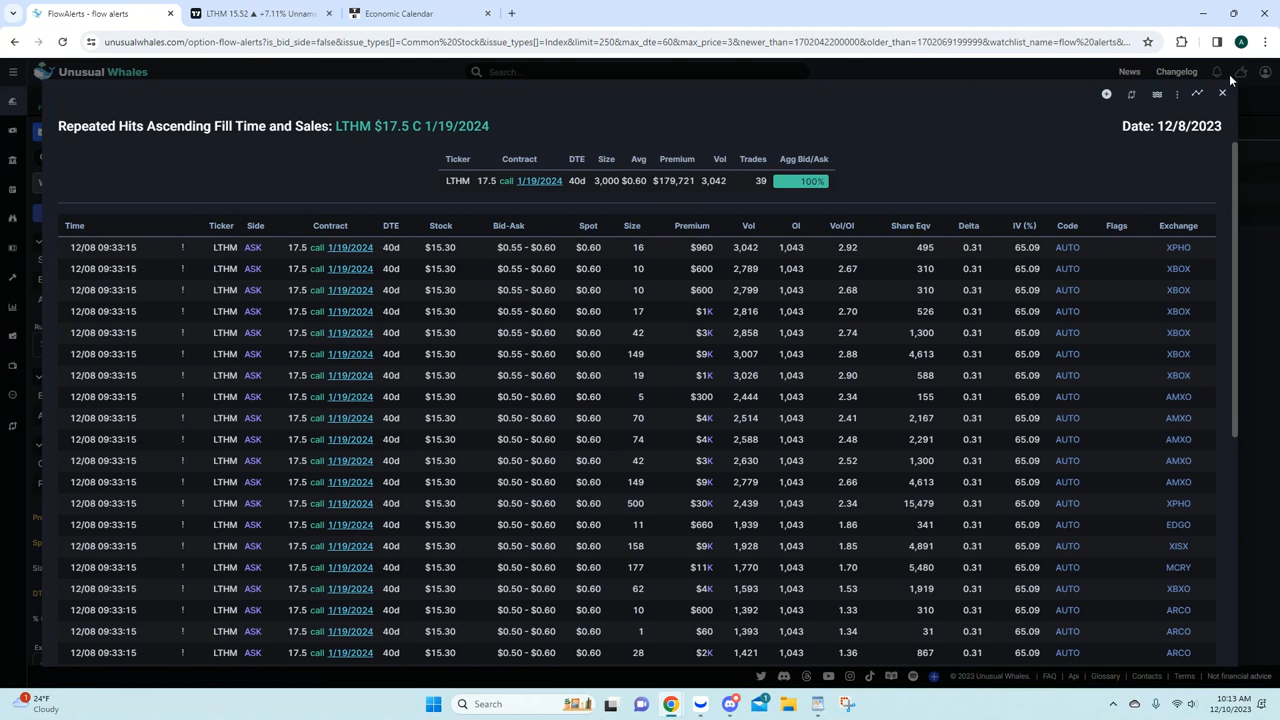 FlowAlerts - flow alerts
LTHM 15.52 ▲ +7.11% Unnam
Economic Calendar
unusualwhales.com/option-flow-alerts?is_bid_side=false&issue_types[]=Common%20Stock&issue_types[]=Index&limit=250&max_dte=60&max_price=3&newer_than=1702042200000&older_than=1702069199999&watchlist_name=flow%20alerts&...
A
Unusual Whales
Search...
News
Changelog
Repeated Hits Ascending Fill Time and Sales: LTHM $17.5 C 1/19/2024
Date: 12/8/2023
Ticker Contract DTE Size Avg Premium Vol Trades Agg Bid/Ask
LTHM 17.5 call 1/19/2024 40d 3,000 $0.60 $179,721 3,042 39 100%
Time Ticker Side Contract DTE Stock Bid-Ask Spot Size Premium Vol OI Vol/OI Share Eqv Delta IV (%) Code Flags Exchange
12/08 09:33:15 ! LTHM ASK 17.5 call 1/19/2024 40d $15.30 $0.55 - $0.60 $0.60 16 $960 3,042 1,043 2.92 495 0.31 65.09 AUTO XPHO
12/08 09:33:15 ! LTHM ASK 17.5 call 1/19/2024 40d $15.30 $0.55 - $0.60 $0.60 10 $600 2,789 1,043 2.67 310 0.31 65.09 AUTO XBOX
12/08 09:33:15 ! LTHM ASK 17.5 call 1/19/2024 40d $15.30 $0.55 - $0.60 $0.60 10 $600 2,799 1,043 2.68 310 0.31 65.09 AUTO XBOX
12/08 09:33:15 ! LTHM ASK 17.5 call 1/19/2024 40d $15.30 $0.55 - $0.60 $0.60 17 $1K 2,816 1,043 2.70 526 0.31 65.09 AUTO XBOX
12/08 09:33:15 ! LTHM ASK 17.5 call 1/19/2024 40d $15.30 $0.55 - $0.60 $0.60 42 $3K 2,858 1,043 2.74 1,300 0.31 65.09 AUTO XBOX
12/08 09:33:15 ! LTHM ASK 17.5 call 1/19/2024 40d $15.30 $0.55 - $0.60 $0.60 149 $9K 3,007 1,043 2.88 4,613 0.31 65.09 AUTO XBOX
12/08 09:33:15 ! LTHM ASK 17.5 call 1/19/2024 40d $15.30 $0.55 - $0.60 $0.60 19 $1K 3,026 1,043 2.90 588 0.31 65.09 AUTO XBOX
12/08 09:33:15 ! LTHM ASK 17.5 call 1/19/2024 40d $15.30 $0.50 - $0.60 $0.60 5 $300 2,444 1,043 2.34 155 0.31 65.09 AUTO AMXO
12/08 09:33:15 ! LTHM ASK 17.5 call 1/19/2024 40d $15.30 $0.50 - $0.60 $0.60 70 $4K 2,514 1,043 2.41 2,167 0.31 65.09 AUTO AMXO
12/08 09:33:15 ! LTHM ASK 17.5 call 1/19/2024 40d $15.30 $0.50 - $0.60 $0.60 74 $4K 2,588 1,043 2.48 2,291 0.31 65.09 AUTO AMXO
12/08 09:33:15 ! LTHM ASK 17.5 call 1/19/2024 40d $15.30 $0.50 - $0.60 $0.60 42 $3K 2,630 1,043 2.52 1,300 0.31 65.09 AUTO AMXO
12/08 09:33:15 ! LTHM ASK 17.5 call 1/19/2024 40d $15.30 $0.50 - $0.60 $0.60 149 $9K 2,779 1,043 2.66 4,613 0.31 65.09 AUTO AMXO
12/08 09:33:15 ! LTHM ASK 17.5 call 1/19/2024 40d $15.30 $0.50 - $0.60 $0.60 500 $30K 2,439 1,043 2.34 15,479 0.31 65.09 AUTO XPHO
12/08 09:33:15 ! LTHM ASK 17.5 call 1/19/2024 40d $15.30 $0.50 - $0.60 $0.60 11 $660 1,939 1,043 1.86 341 0.31 65.09 AUTO EDGO
12/08 09:33:15 ! LTHM ASK 17.5 call 1/19/2024 40d $15.30 $0.50 - $0.60 $0.60 158 $9K 1,928 1,043 1.85 4,891 0.31 65.09 AUTO XISX
12/08 09:33:15 ! LTHM ASK 17.5 call 1/19/2024 40d $15.30 $0.50 - $0.60 $0.60 177 $11K 1,770 1,043 1.70 5,480 0.31 65.09 AUTO MCRY
12/08 09:33:15 ! LTHM ASK 17.5 call 1/19/2024 40d $15.30 $0.50 - $0.60 $0.60 62 $4K 1,593 1,043 1.53 1,919 0.31 65.09 AUTO XBXO
12/08 09:33:15 ! LTHM ASK 17.5 call 1/19/2024 40d $15.30 $0.50 - $0.60 $0.60 10 $600 1,392 1,043 1.33 310 0.31 65.09 AUTO ARCO
12/08 09:33:15 ! LTHM ASK 17.5 call 1/19/2024 40d $15.30 $0.50 - $0.60 $0.60 1 $60 1,393 1,043 1.34 31 0.31 65.09 AUTO ARCO
12/08 09:33:15 ! LTHM ASK 17.5 call 1/19/2024 40d $15.30 $0.50 - $0.60 $0.60 28 $2K 1,421 1,043 1.36 867 0.31 65.09 AUTO ARCO
© 2023 Unusual Whales. | FAQ | Api | Glossary | Contacts | Terms | Not financial advice
1
24°F
Cloudy
Search
1
10:13 AM
12/10/2023